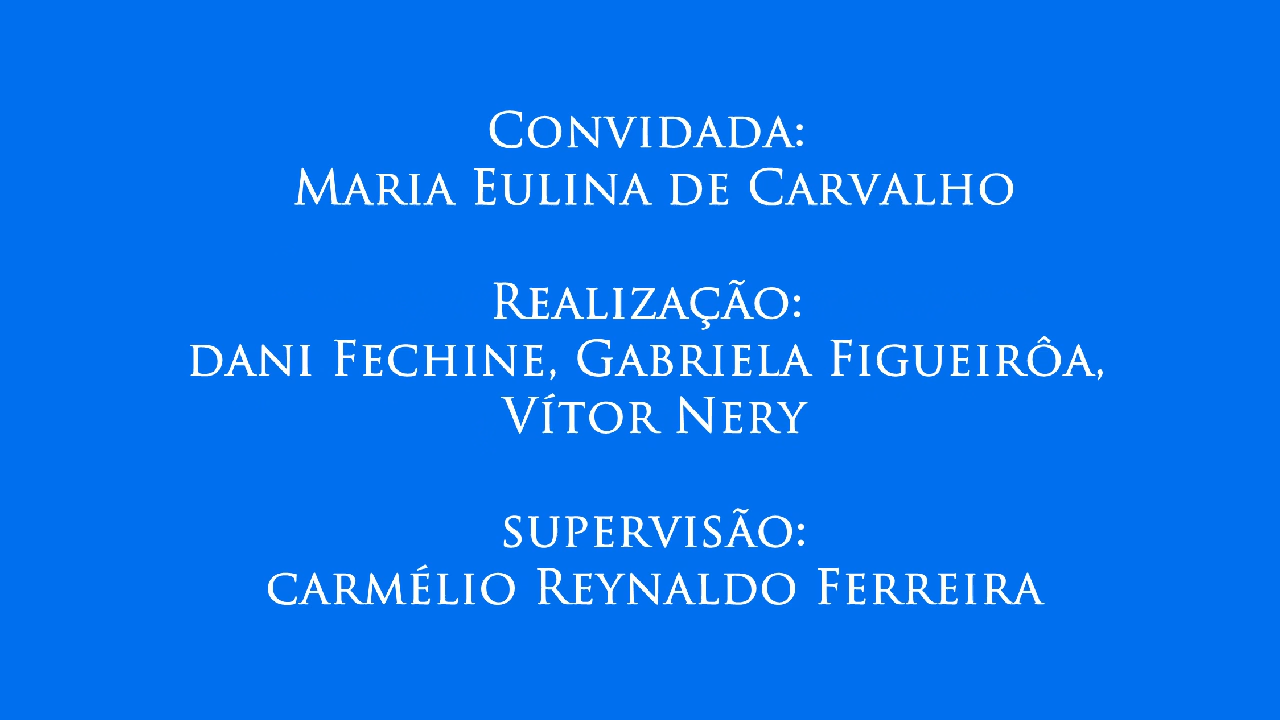 Convidada:
Maria Eulina de Carvalho
Realização:
dani Fechine, Gabriela Figueirôa,
Vítor Nery
supervisão:
carmélio Reynaldo Ferreira